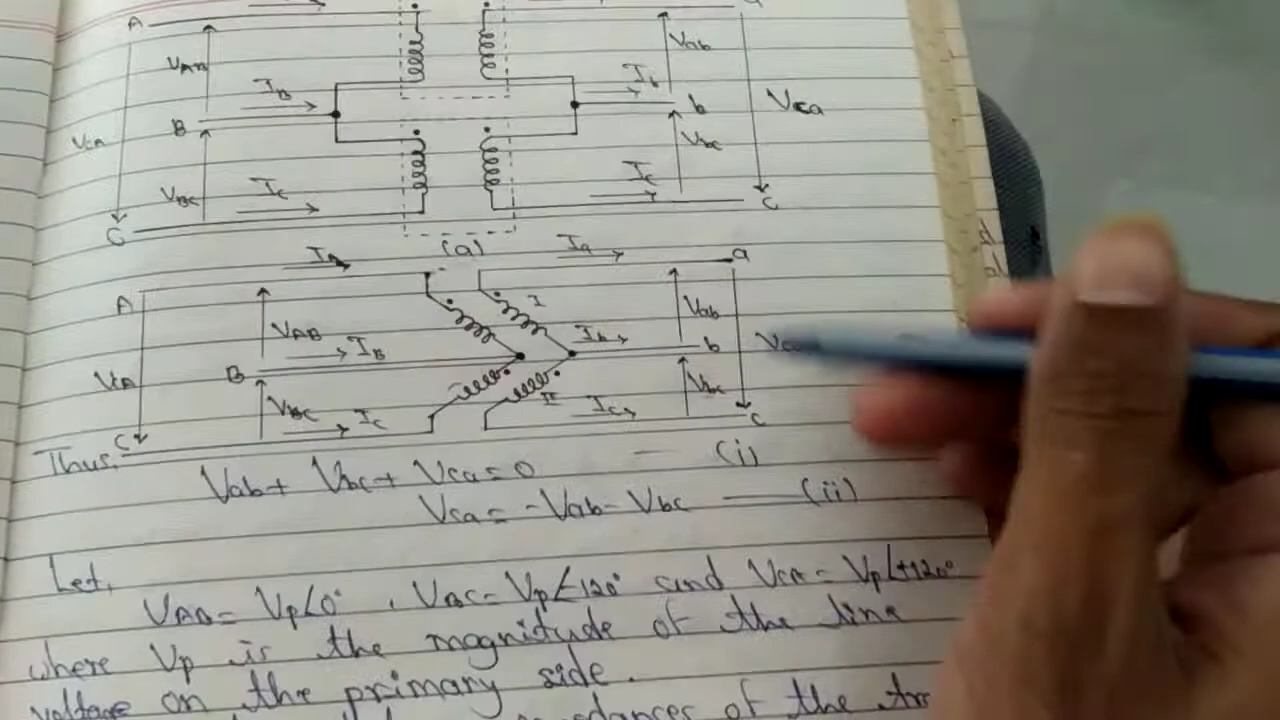 A
VAB
IB
Ib
Vab
Vca
VCA
B
b
VBC
IC
Ic
Vbc
C
c
(a)
IA
Ia
a
A
I
VAB
IB
Ib
Vab
VCA
B
b
VBC
Ic
II
Ic
Vbc
C
c
Thus,
Vab+ Vbc+ Vca=0 — (i)
Vca= -Vab- Vbc — (ii)
Let,
VAB= Vp∠0° , VBC= Vp∠120° and VCA= Vp∠+120°
where Vp is the magnitude of the line
voltage on the primary side.
of the